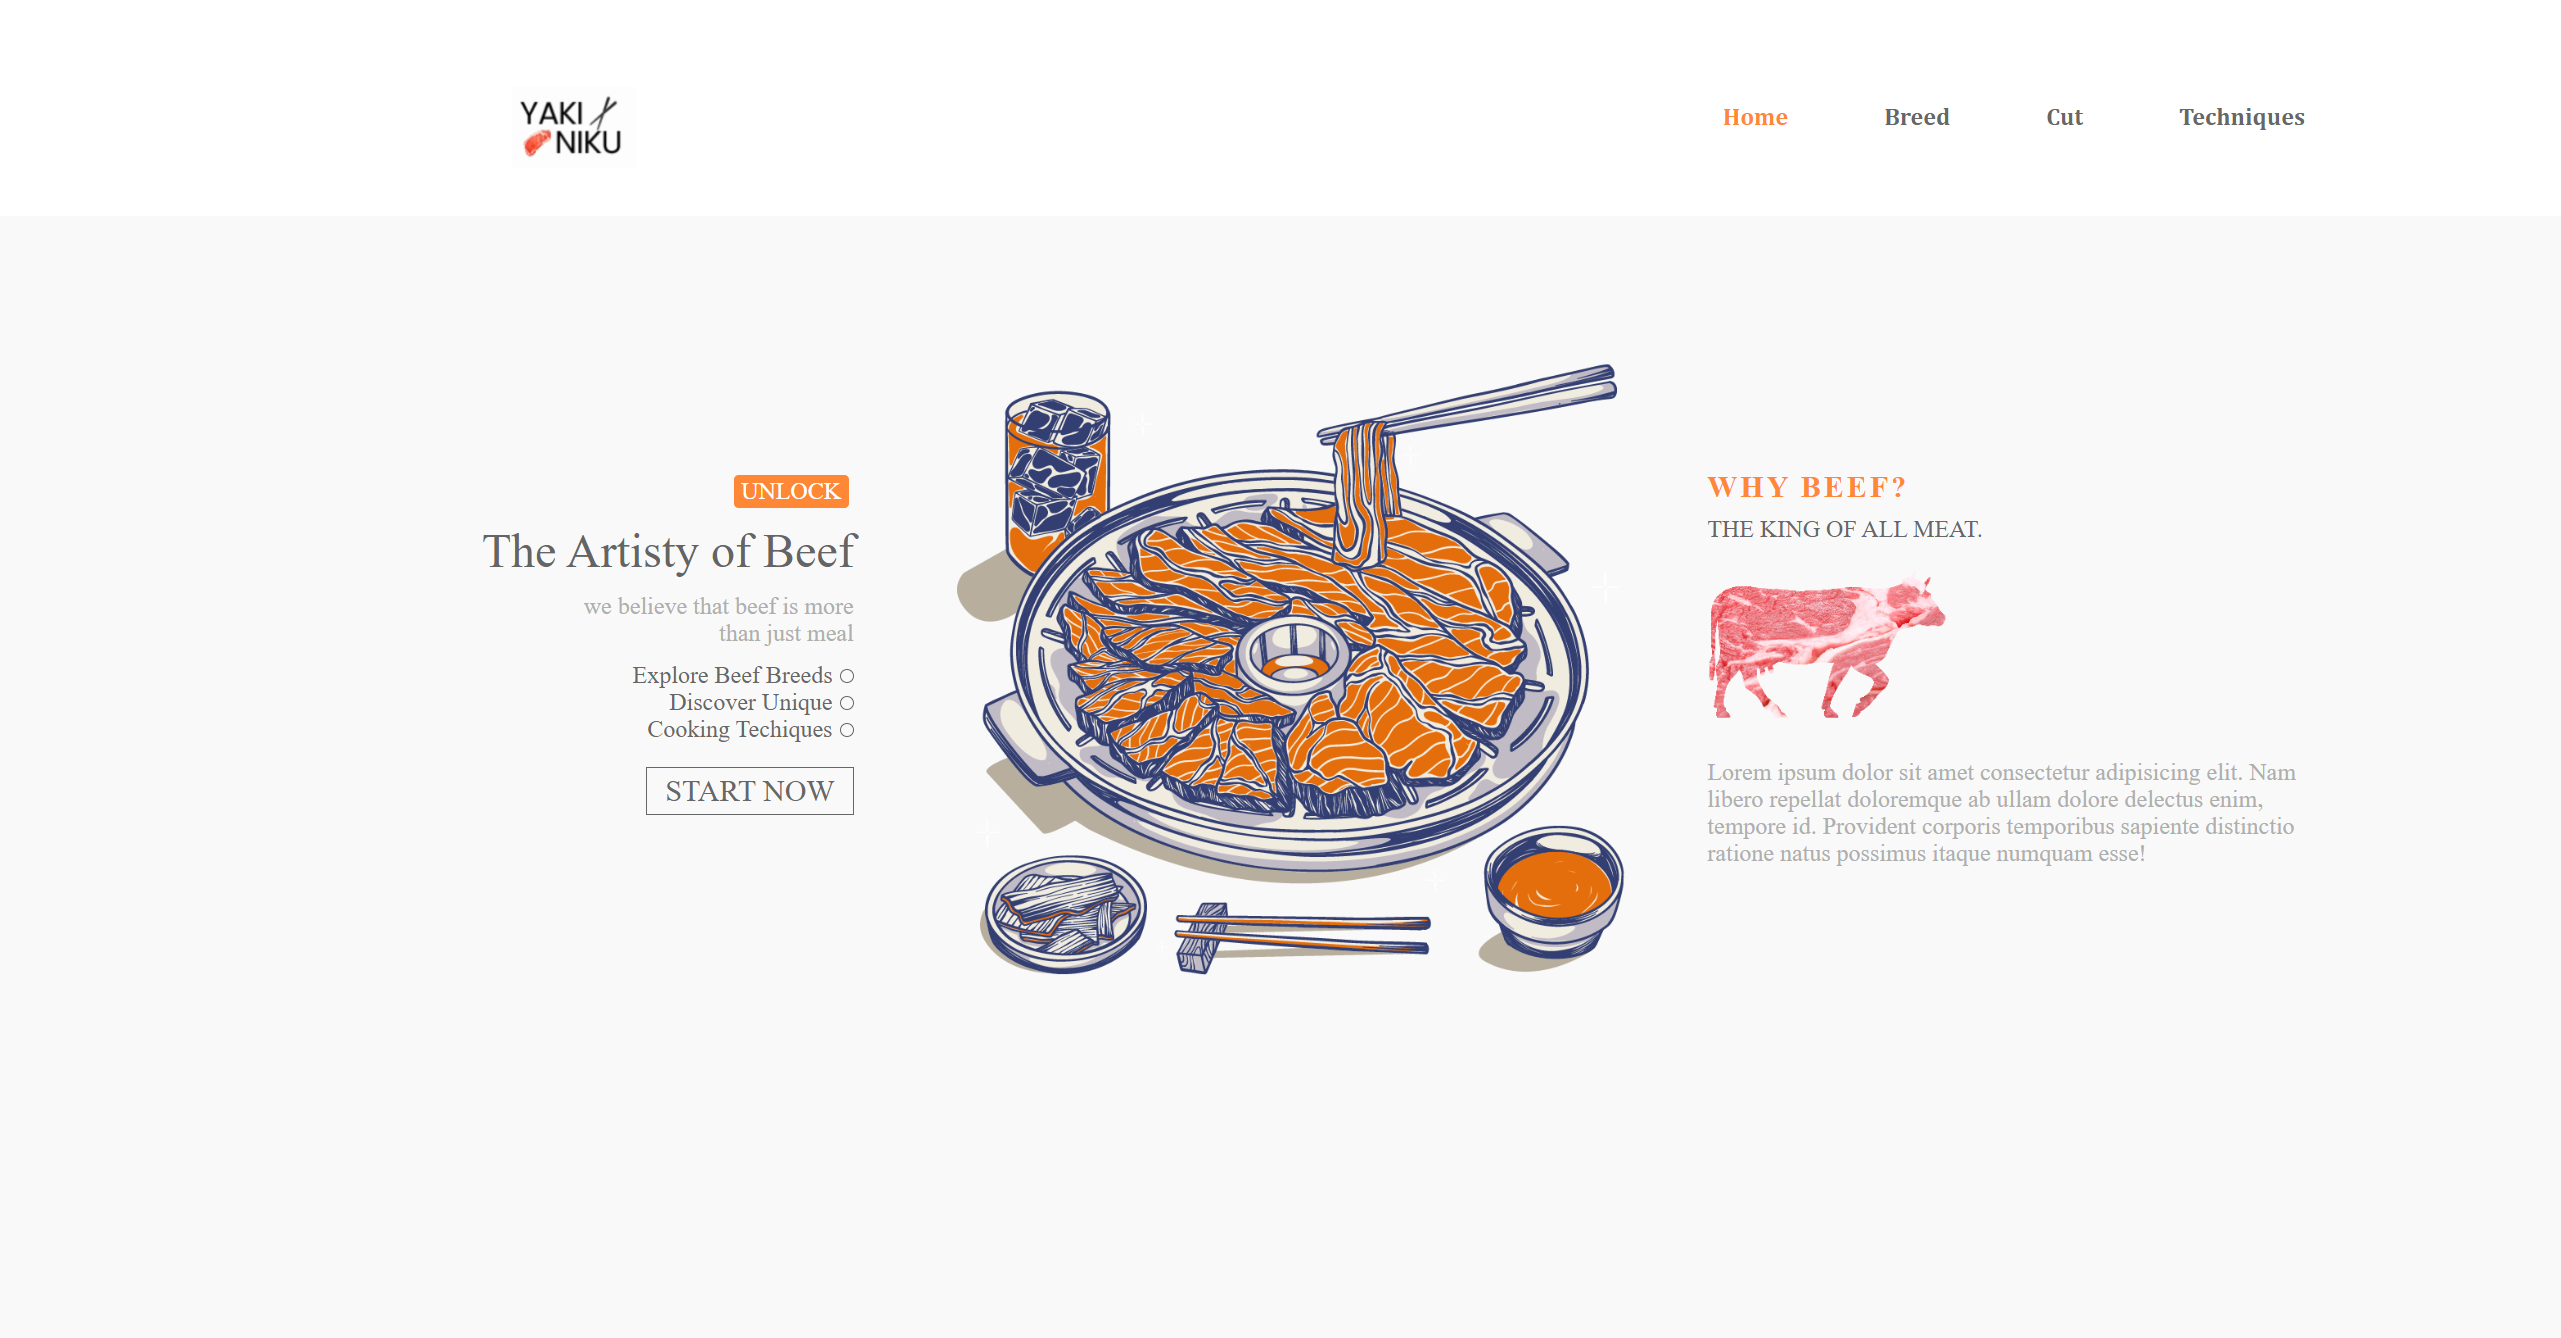 YAKI
NIKU
Home
Breed
Cut
Techniques
UNLOCK
The Artisty of Beef
we believe that beef is more
than just meal
Explore Beef Breeds
Discover Unique
Cooking Techiques
START NOW
WHY BEEF?
THE KING OF ALL MEAT.
Lorem ipsum dolor sit amet consectetur adipisicing elit. Nam
libero repellat doloremque ab ullam dolore delectus enim,
tempore id. Provident corporis temporibus sapiente distinctio
ratione natus possimus itaque numquam esse!